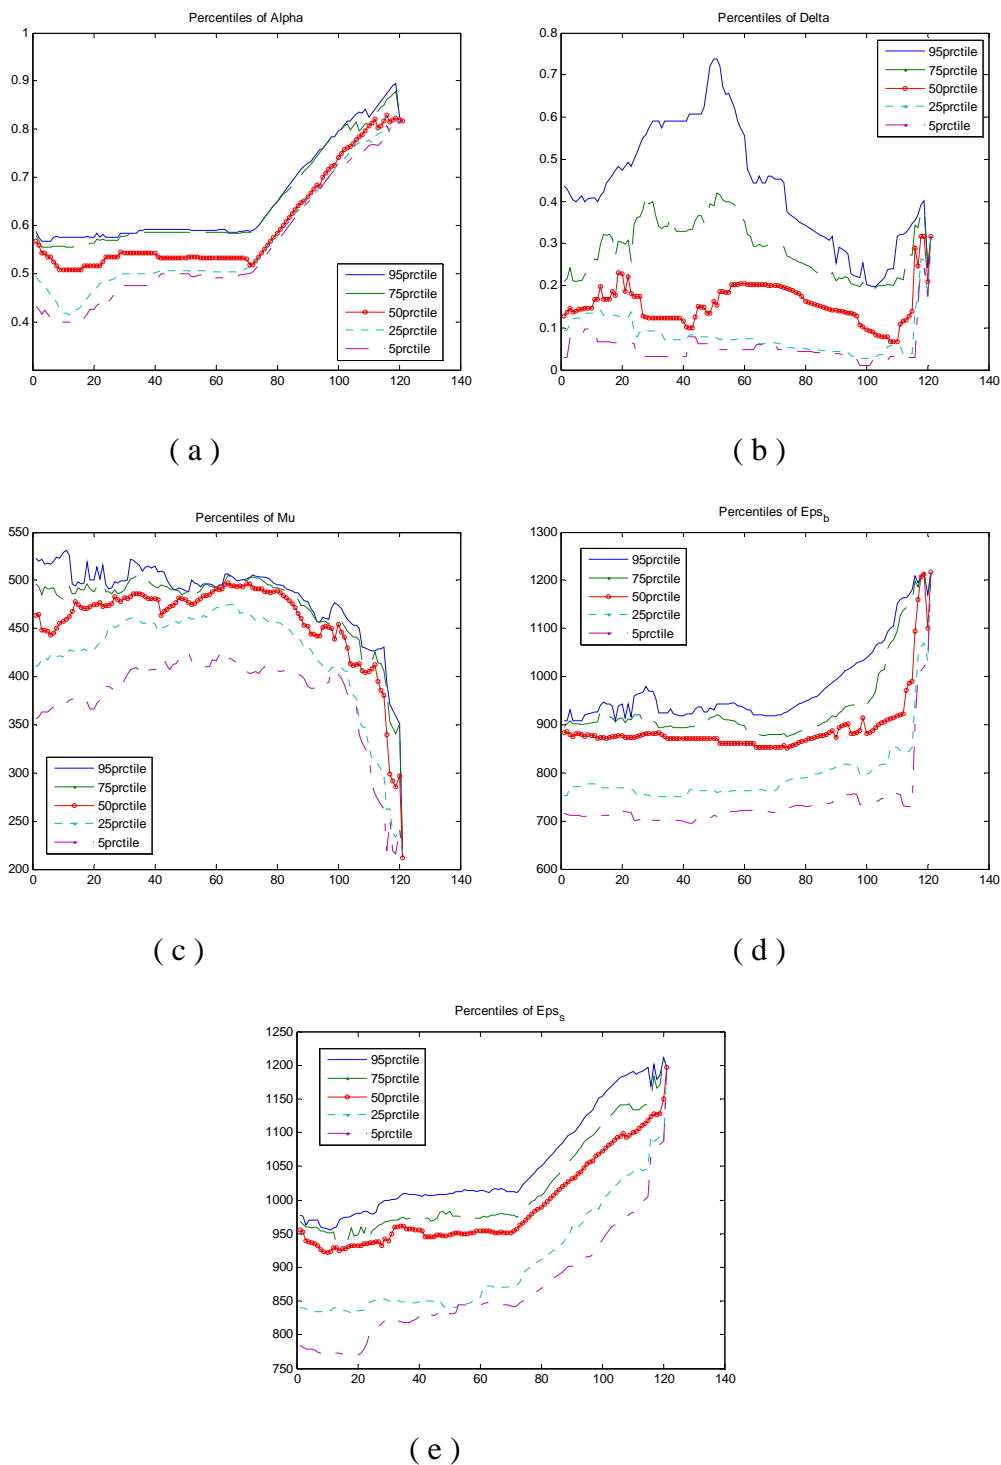 Percentiles of Alpha
1
0.9
0.8
0.7
0.6
0.5
0.4
95prctile
75prctile
50prctile
25prctile
5prctile
0 20 40 60 80 100 120 140
( a )
Percentiles of Delta
0.8
0.7
0.6
0.5
0.4
0.3
0.2
0.1
0
95prctile
75prctile
50prctile
25prctile
5prctile
0 20 40 60 80 100 120 140
( b )
Percentiles of Mu
550
500
450
400
350
300
250
200
95prctile
75prctile
50prctile
25prctile
5prctile
0 20 40 60 80 100 120 140
( c )
Percentiles of Eps_b
1300
1200
1100
1000
900
800
700
600
95prctile
75prctile
50prctile
25prctile
5prctile
0 20 40 60 80 100 120 140
( d )
Percentiles of Eps_s
1250
1200
1150
1100
1050
1000
950
900
850
800
750
95prctile
75prctile
50prctile
25prctile
5prctile
0 20 40 60 80 100 120 140
( e )